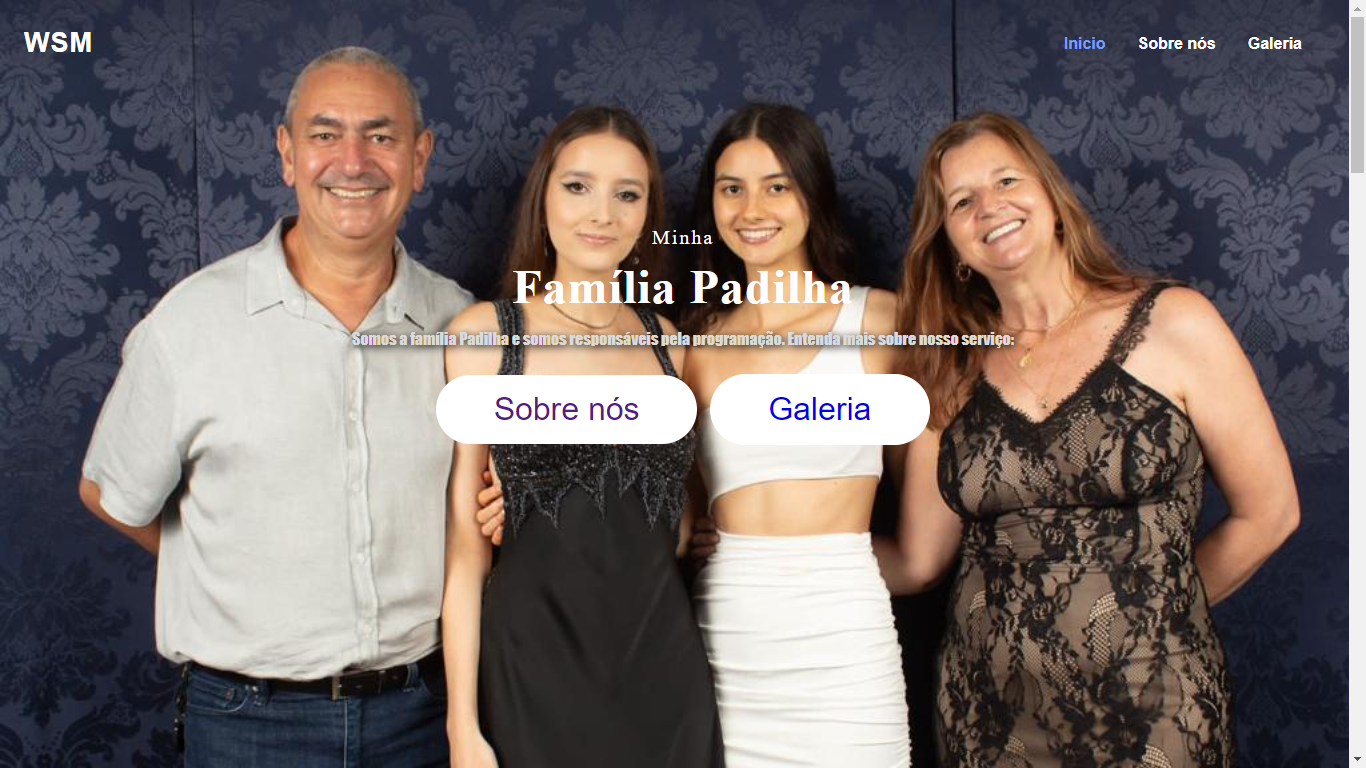 WSM
Inicio Sobre nós Galeria
Minha
Família Padilha
Somos a família Padilha e somos responsáveis pela programação. Entenda mais sobre nosso serviço:
Sobre nós Galeria